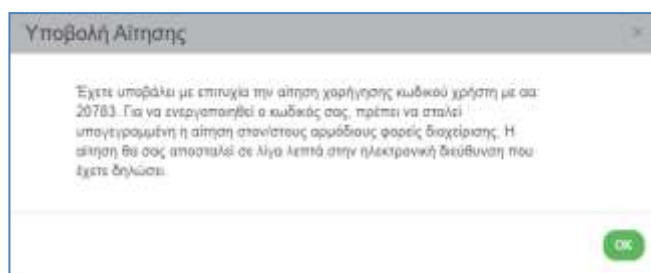 Υποβολή Αίτησης
×
Έχετε υποβάλει με επιτυχία την αίτηση χορήγησης κωδικού χρήστη με αα:
20783. Για να ενεργοποιηθεί ο κωδικός σας, πρέπει να σταλεί
υπογεγραμμένη η αίτηση στον/στους αρμόδιους φορείς διαχείρισης. Η
αίτηση θα σας αποσταλεί σε λίγα λεπτά στην ηλεκτρονική διεύθυνση που
έχετε δηλώσει.
OK